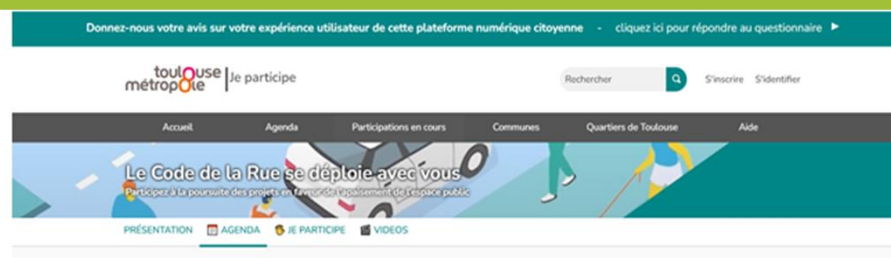 Donnez-nous votre avis sur votre expérience utilisateur de cette plateforme numérique citoyenne - cliquez ici pour répondre au questionnaire
toulouse métropole Je participe
Rechercher S'inscrire S'identifier
Accueil Agenda Participations en cours Communes Quartiers de Toulouse Aide
Le Code de la Rue se déploie avec vous
Participez à la poursuite des projets en faveur de l'apaisement de l'espace public
PRÉSENTATION AGENDA JE PARTICIPE VIDEOS